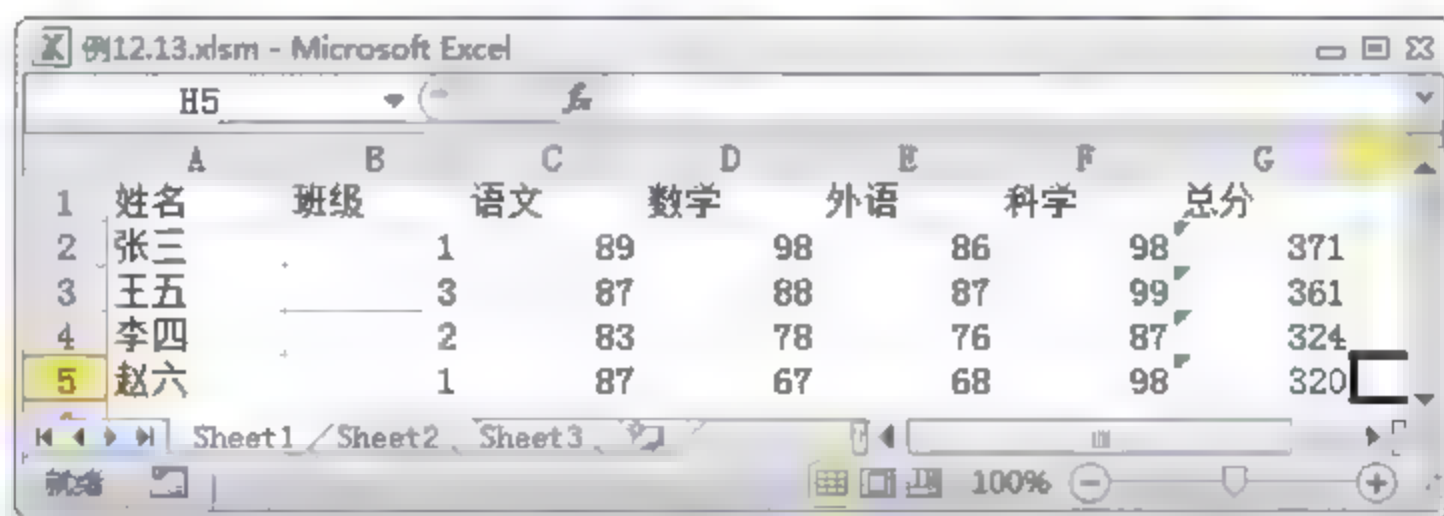 例12.13.xlsm - Microsoft Excel
H5 fx
A B C D E F G
1 姓名 班级 语文 数学 外语 科学 总分
2 张三 1 89 98 86 98 371
3 王五 3 87 88 87 99 361
4 李四 2 83 78 76 87 324
5 赵六 1 87 67 68 98 320
Sheet1 Sheet2 Sheet3
就绪 100%